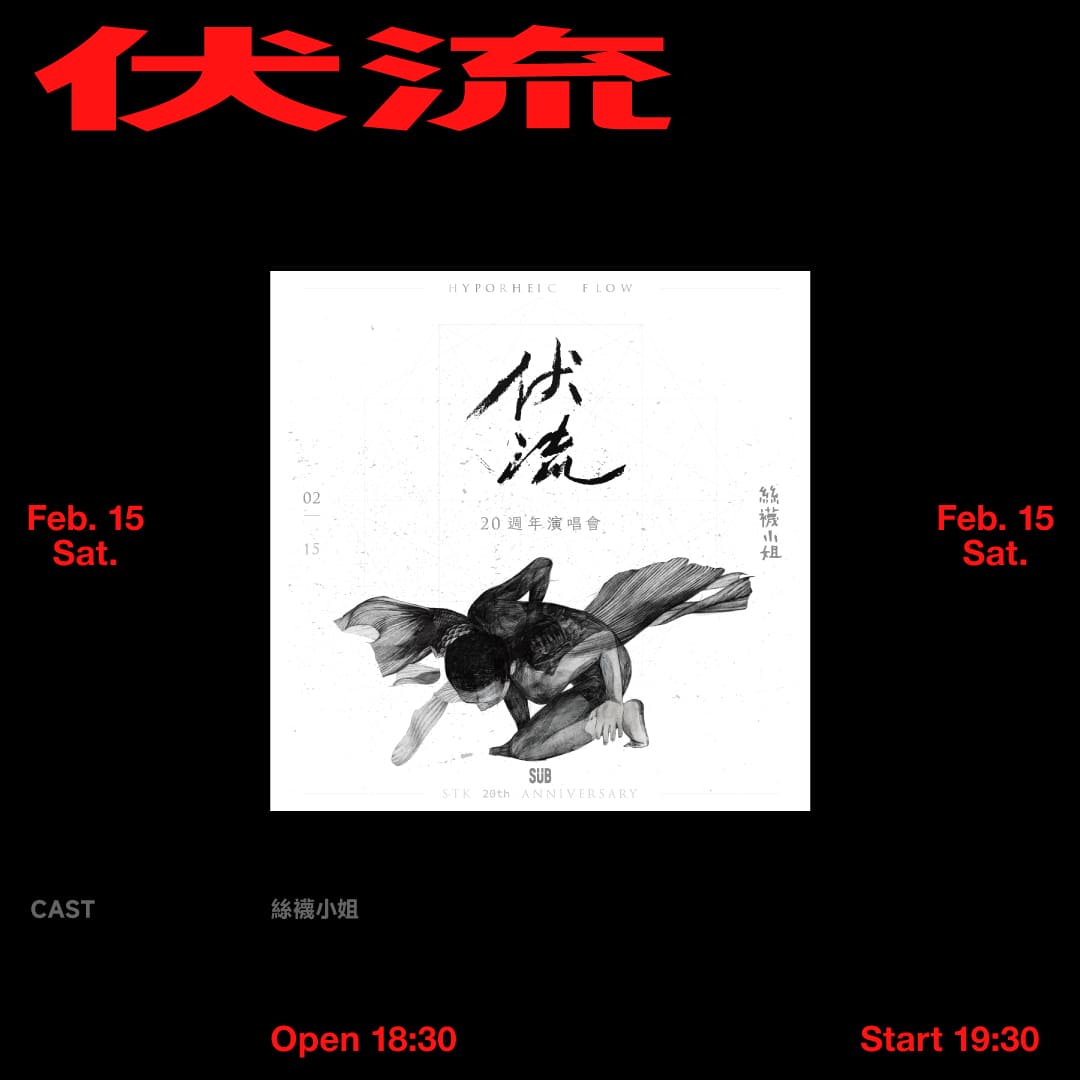 伏流
HYPORHEIC FLOW
伏
流
20 週年演唱會
02
15
絲襪小姐
Feb. 15
Sat.
Feb. 15
Sat.
SUB
STK 20th ANNIVERSARY
CAST
絲襪小姐
Open 18:30
Start 19:30